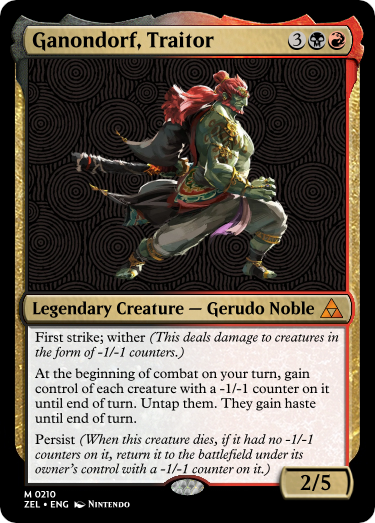 Ganondorf, Traitor 3
Legendary Creature — Gerudo Noble
First strike; wither (This deals damage to creatures in
the form of -1/-1 counters.)
At the beginning of combat on your turn, gain
control of each creature with a -1/-1 counter on it
until end of turn. Untap them. They gain haste
until end of turn.
Persist (When this creature dies, if it had no -1/-1
counters on it, return it to the battlefield under its
owner's control with a -1/-1 counter on it.)
2/5
M 0210
ZEL • ENG Nintendo